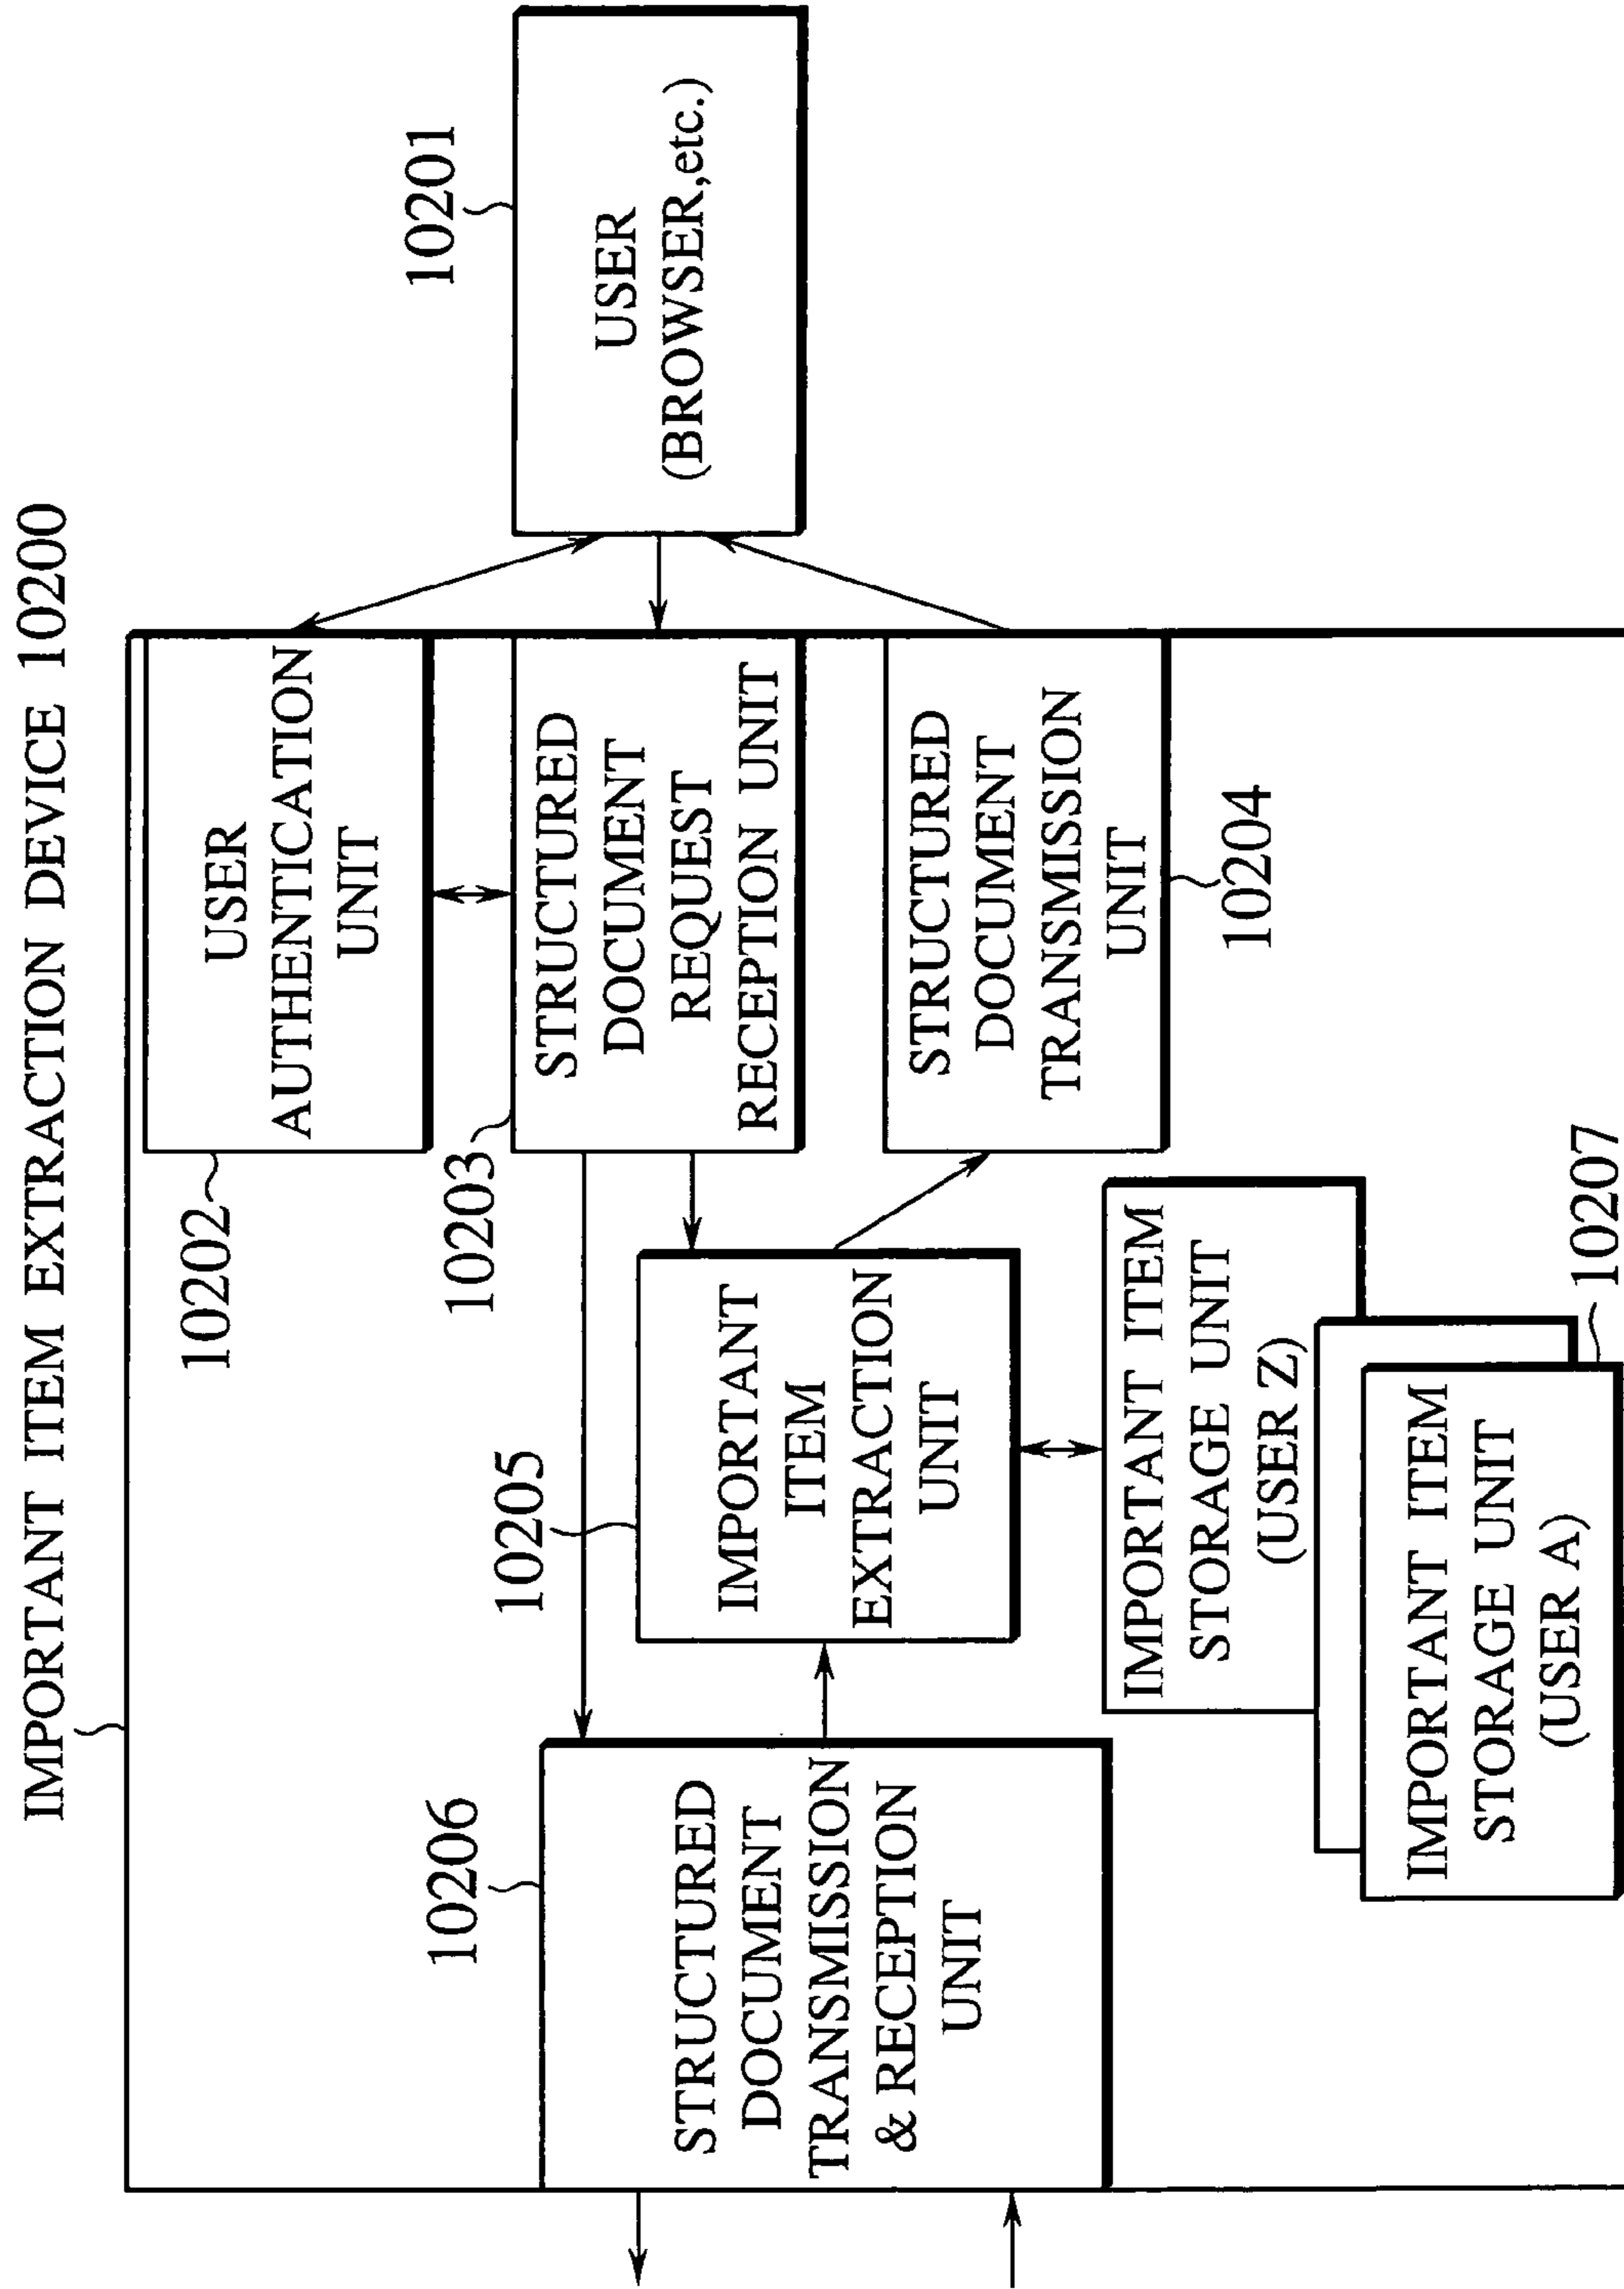 IMPORTANT ITEM EXTRACTION DEVICE 10200
10206
STRUCTURED
DOCUMENT
TRANSMISSION
& RECEPTION
UNIT
10205
IMPORTANT
ITEM
EXTRACTION
UNIT
10202
USER
AUTHENTICATION
UNIT
10203
STRUCTURED
DOCUMENT
REQUEST
RECEPTION UNIT
STRUCTURED
DOCUMENT
TRANSMISSION
UNIT
10204
10201
USER
(BROWSER,etc.)
IMPORTANT ITEM
STORAGE UNIT
(USER Z)
IMPORTANT ITEM
STORAGE UNIT
(USER A)
10207